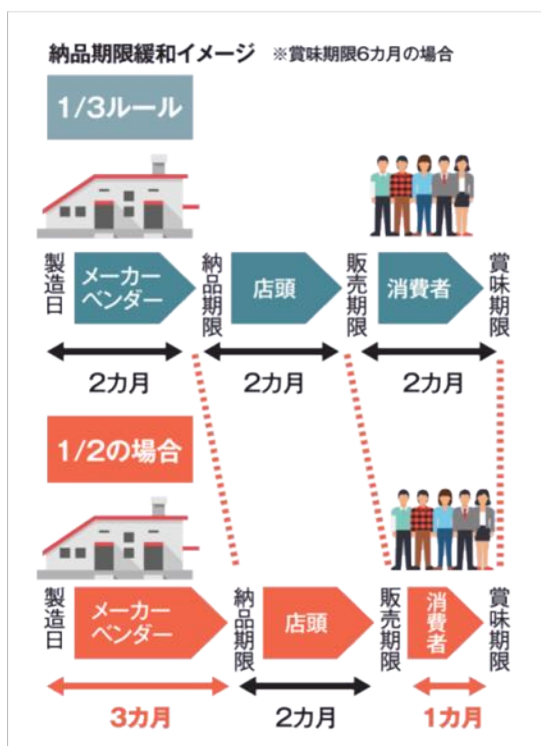 納品期限緩和イメージ ※賞味期限6カ月の場合
1/3ルール
製造日
メーカー
ベンダー
納品期限
店頭
販売期限
消費者
賞味期限
2カ月
2カ月
2カ月
1/2の場合
製造日
メーカー
ベンダー
納品期限
店頭
販売期限
消費者
賞味期限
3カ月
2カ月
1カ月